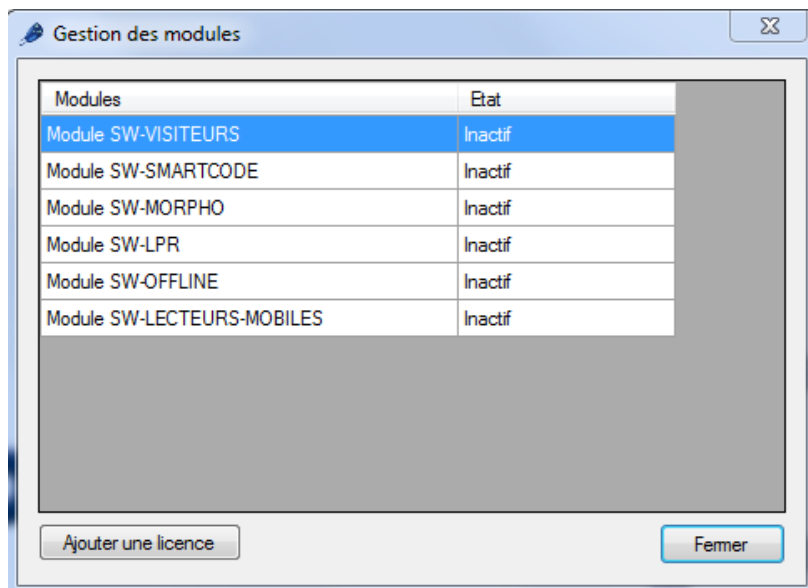 Gestion des modules
Modules Etat
Module SW-VISITEURS Inactif
Module SW-SMARTCODE Inactif
Module SW-MORPHO Inactif
Module SW-LPR Inactif
Module SW-OFFLINE Inactif
Module SW-LECTEURS-MOBILES Inactif
Ajouter une licence Fermer